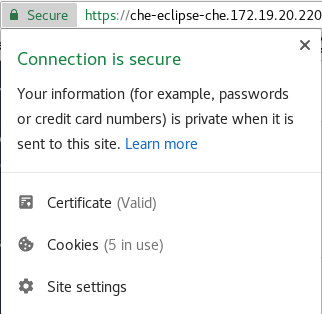 Secure https://che-eclipse-che.172.19.20.220
Connection is secure
Your information (for example, passwords
or credit card numbers) is private when it is
sent to this site. Learn more
Certificate (Valid)
Cookies (5 in use)
Site settings